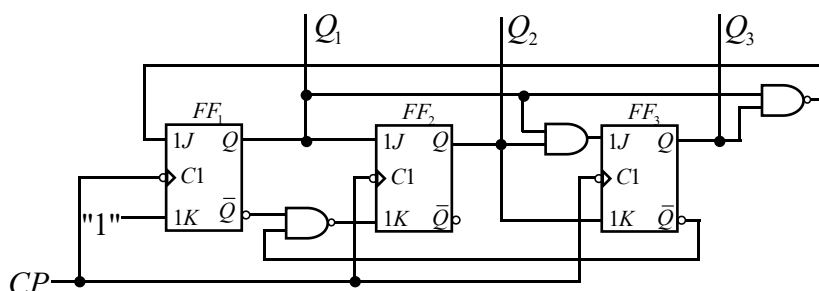 Q₁ Q₂ Q₃
FF₁ FF₂ FF₃
1J Q 1J Q 1J Q
C1 C1 C1
"1" 1K Q̅ 1K Q̅ 1K Q̅
CP